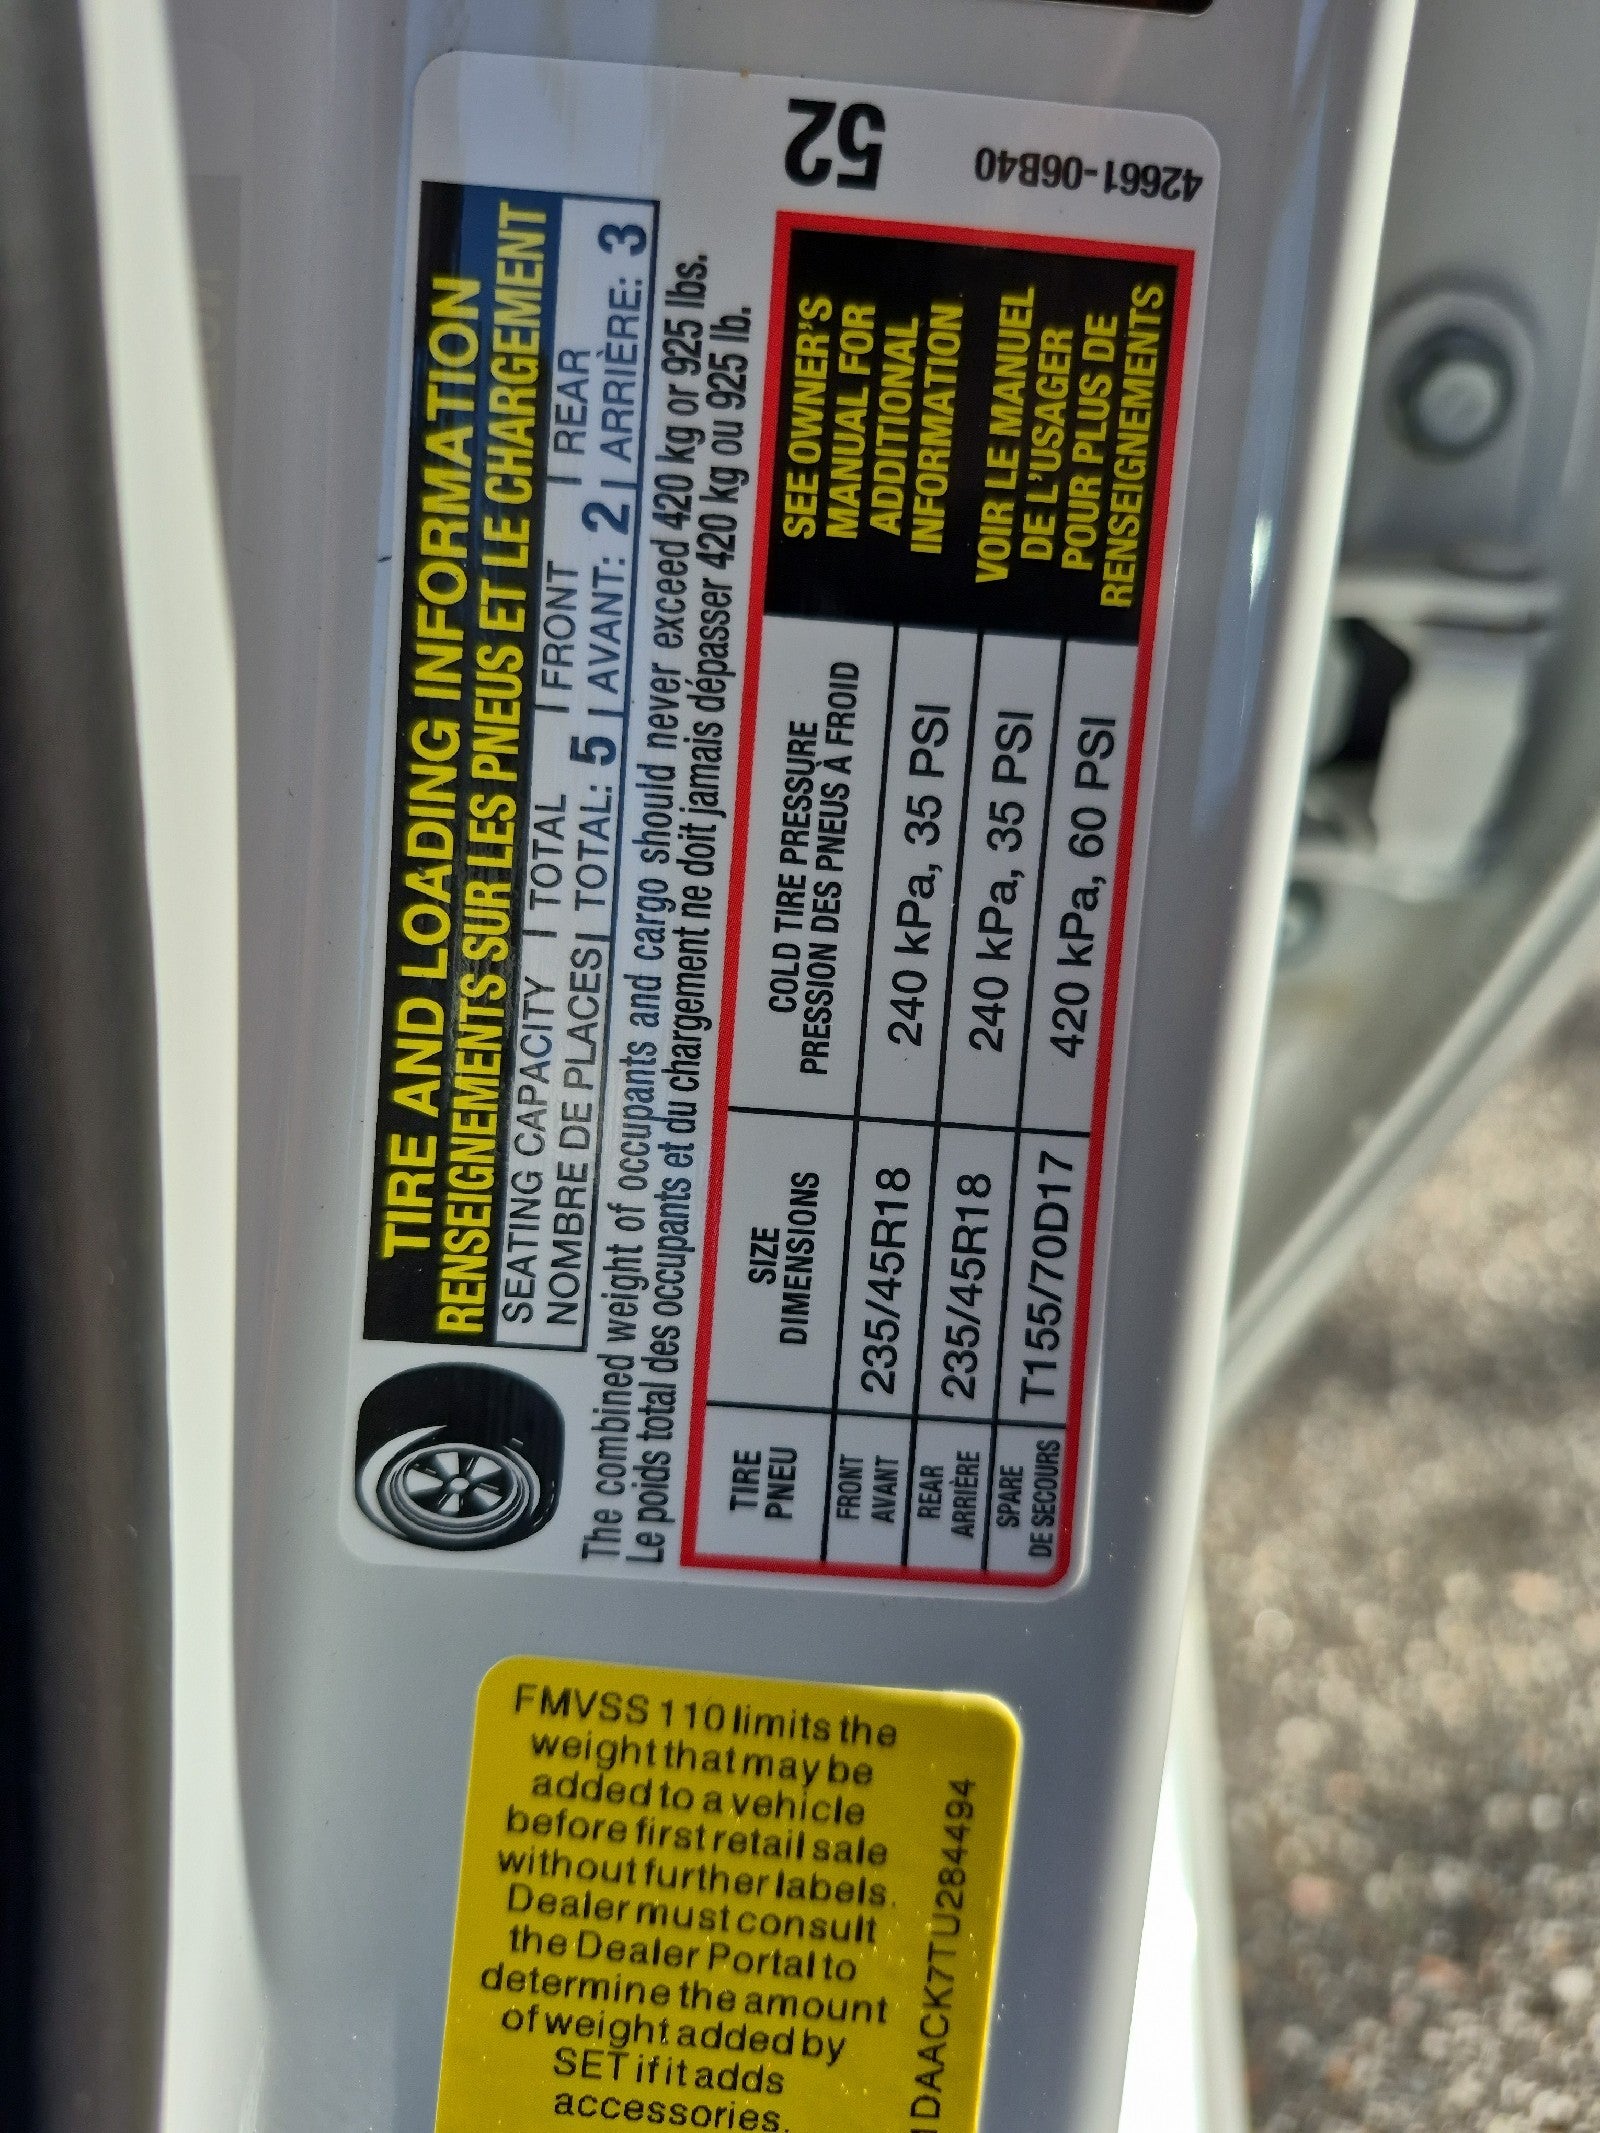 TIRE AND LOADING INFORMATION
RENSEIGNEMENTS SUR LES PNEUS ET LE CHARGEMENT
SEATING CAPACITY | TOTAL | FRONT | REAR
NOMBRE DE PLACES | TOTAL: 5 | AVANT: 2 | ARRIÈRE: 3
The combined weight of occupants and cargo should never exceed 420 kg or 925 lbs.
Le poids total des occupants et du chargement ne doit jamais dépasser 420 kg ou 925 lb.
TIRE SIZE COLD TIRE PRESSURE
PNEU DIMENSIONS PRESSION DES PNEUS À FROID
FRONT
AVANT 235/45R18 240 kPa, 35 PSI
REAR
ARRIÈRE 235/45R18 240 kPa, 35 PSI
SPARE
DE SECOURS T155/70D17 420 kPa, 60 PSI
SEE OWNER'S
MANUAL FOR
ADDITIONAL
INFORMATION
VOIR LE MANUEL
DE L'USAGER
POUR PLUS DE
RENSEIGNEMENTS
52
42661-06B40
FMVSS 110 limits the
weight that may be
added to a vehicle
before first retail sale
without further labels.
Dealer must consult
the Dealer Portal to
determine the amount
of weight added by
SET if it adds
accessories.
DAACK7TU284494